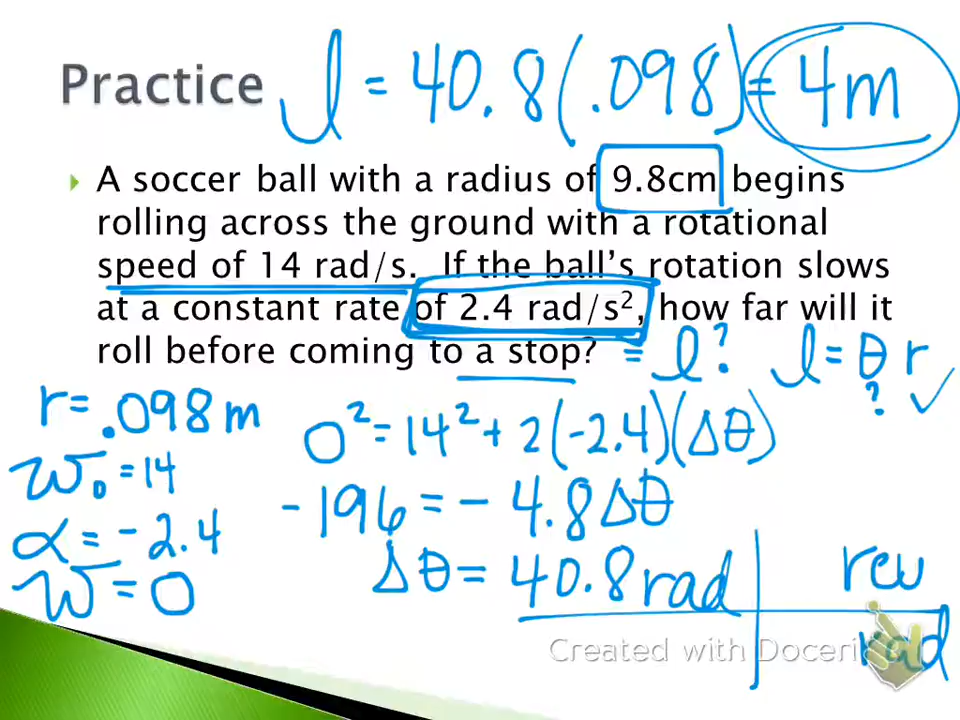 Practice
l = 40.8(.098) = 4m
A soccer ball with a radius of 9.8cm begins
rolling across the ground with a rotational
speed of 14 rad/s. If the ball’s rotation slows
at a constant rate of 2.4 rad/s², how far will it
roll before coming to a stop? = l? l = θ r
? ✓
r = .098m
0² = 14² + 2(-2.4)(Δθ)
ω₀ = 14
-196 = -4.8Δθ
α = -2.4
Δθ = 40.8 rad | rev
ω = 0
rad
Created with Doceri